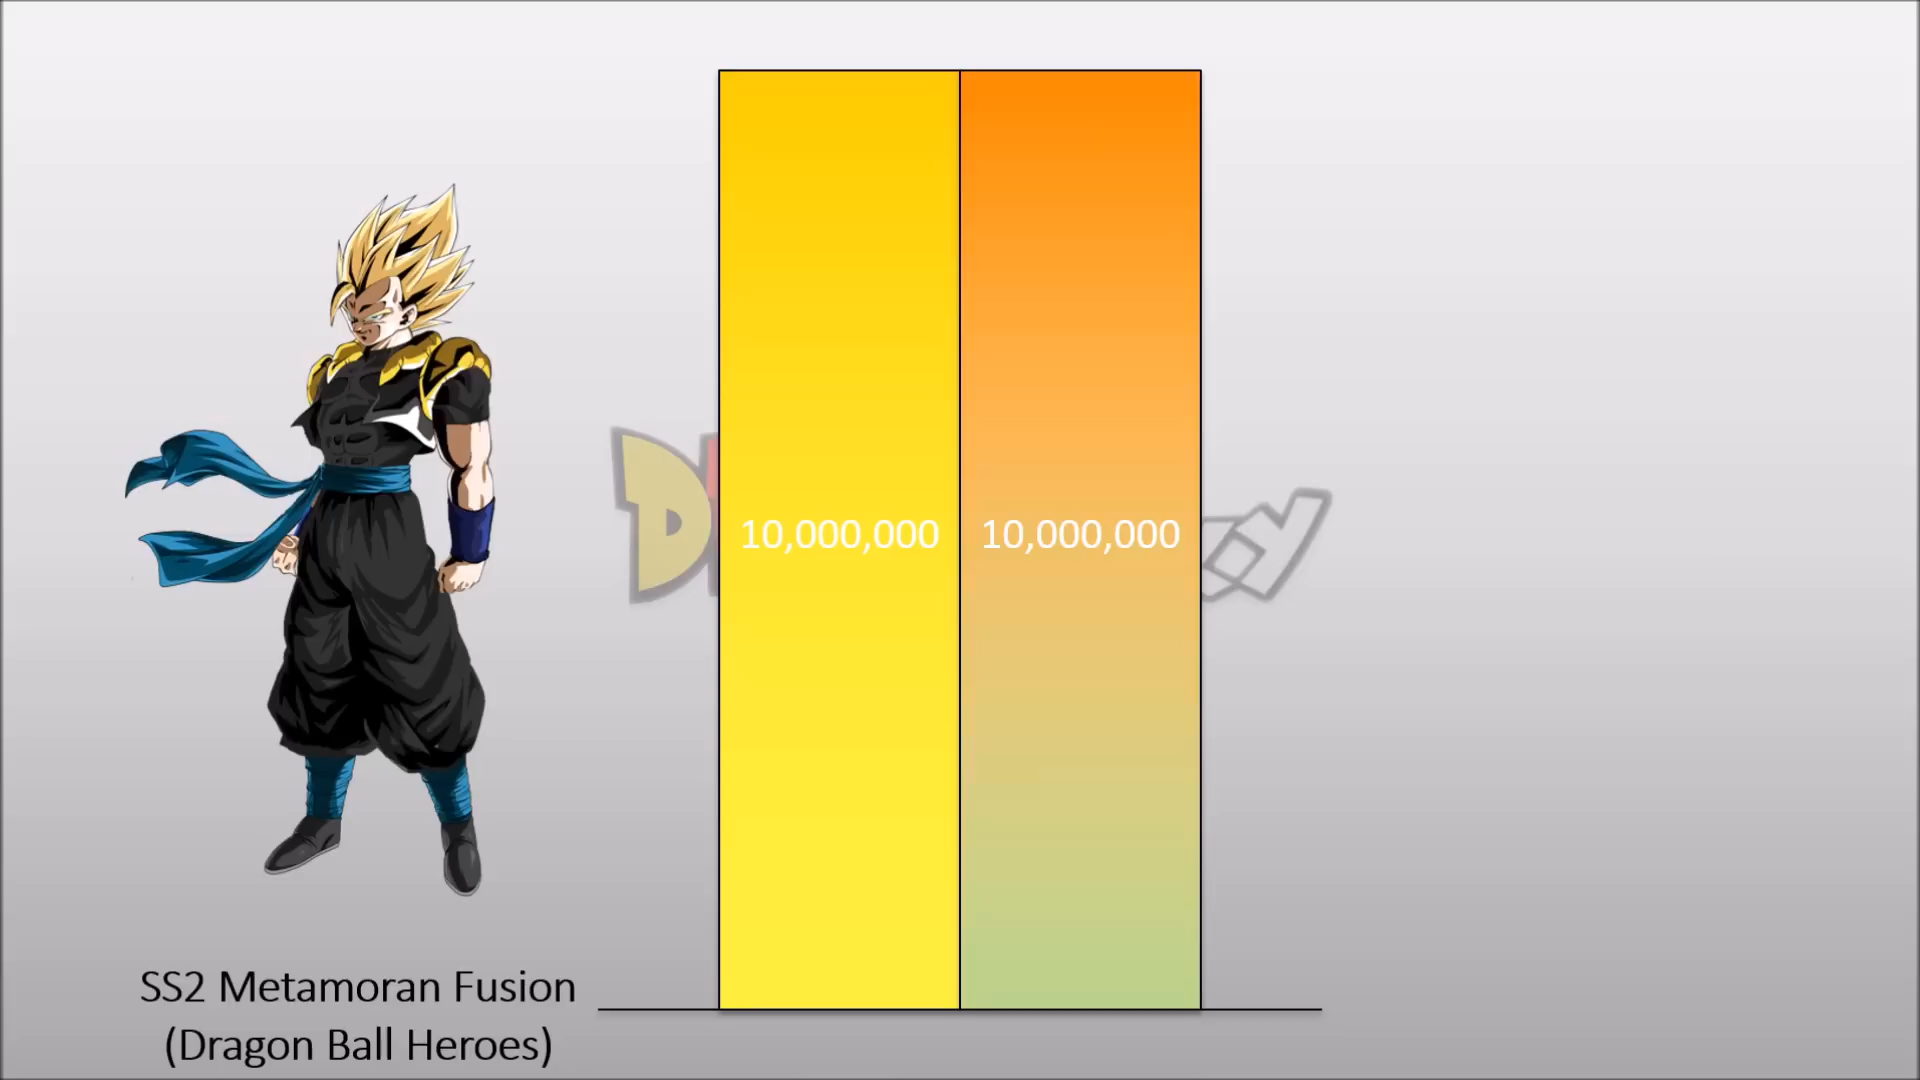 10,000,000 10,000,000
SS2 Metamoran Fusion
(Dragon Ball Heroes)